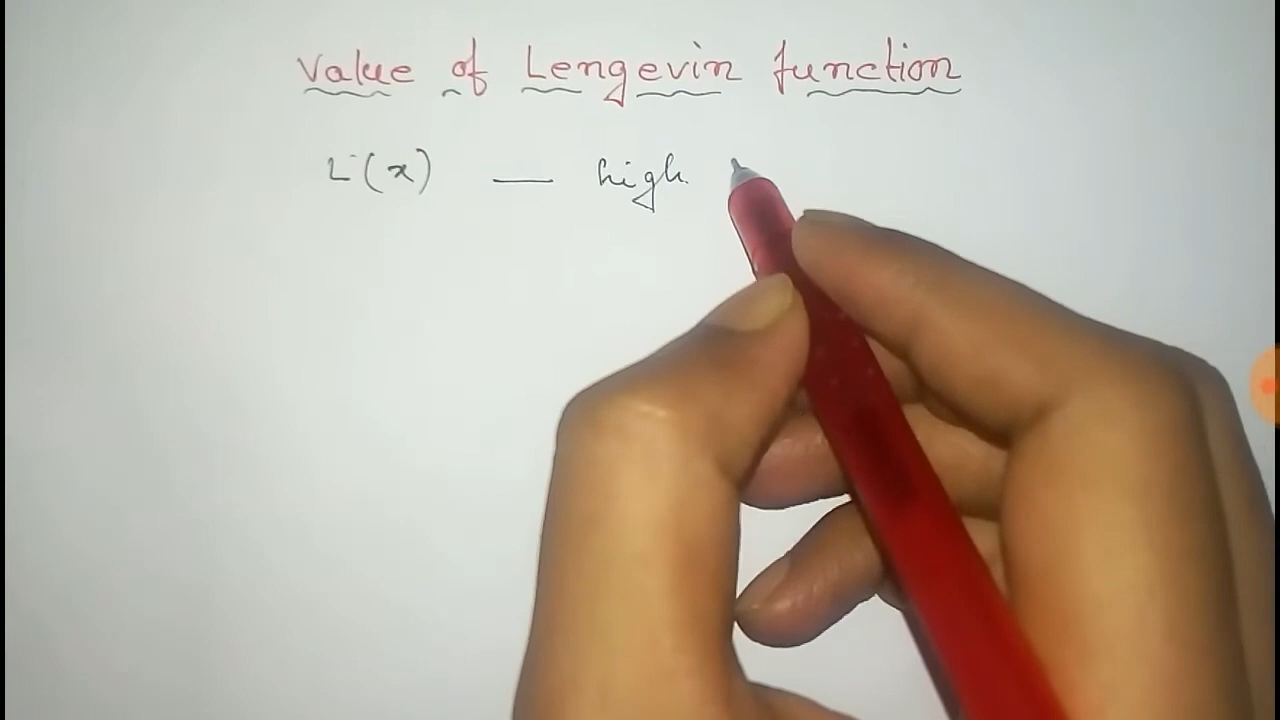 Value of Lengevin function
L(x) — high